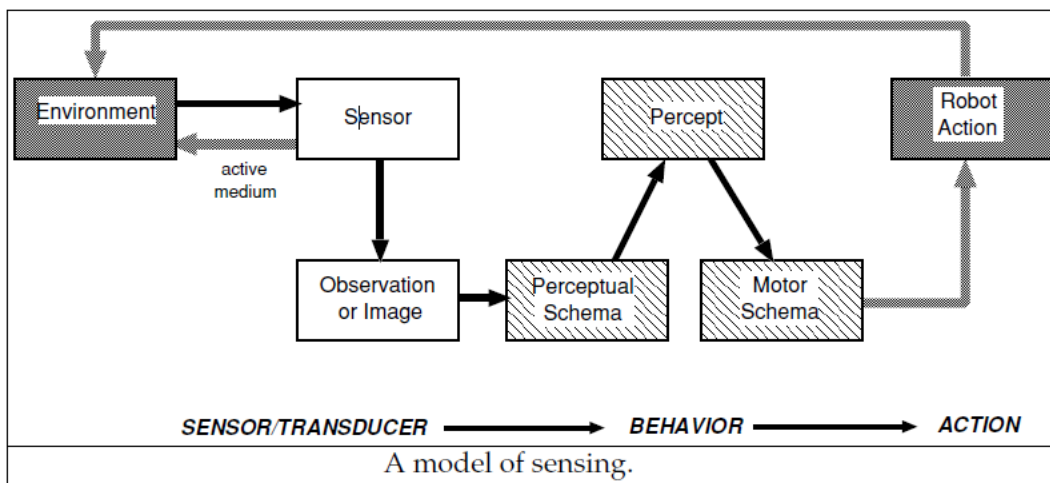 Environment
Sensor
Percept
Robot
Action
active
medium
Observation
or Image
Perceptual
Schema
Motor
Schema
SENSOR/TRANSDUCER
BEHAVIOR
ACTION
A model of sensing.